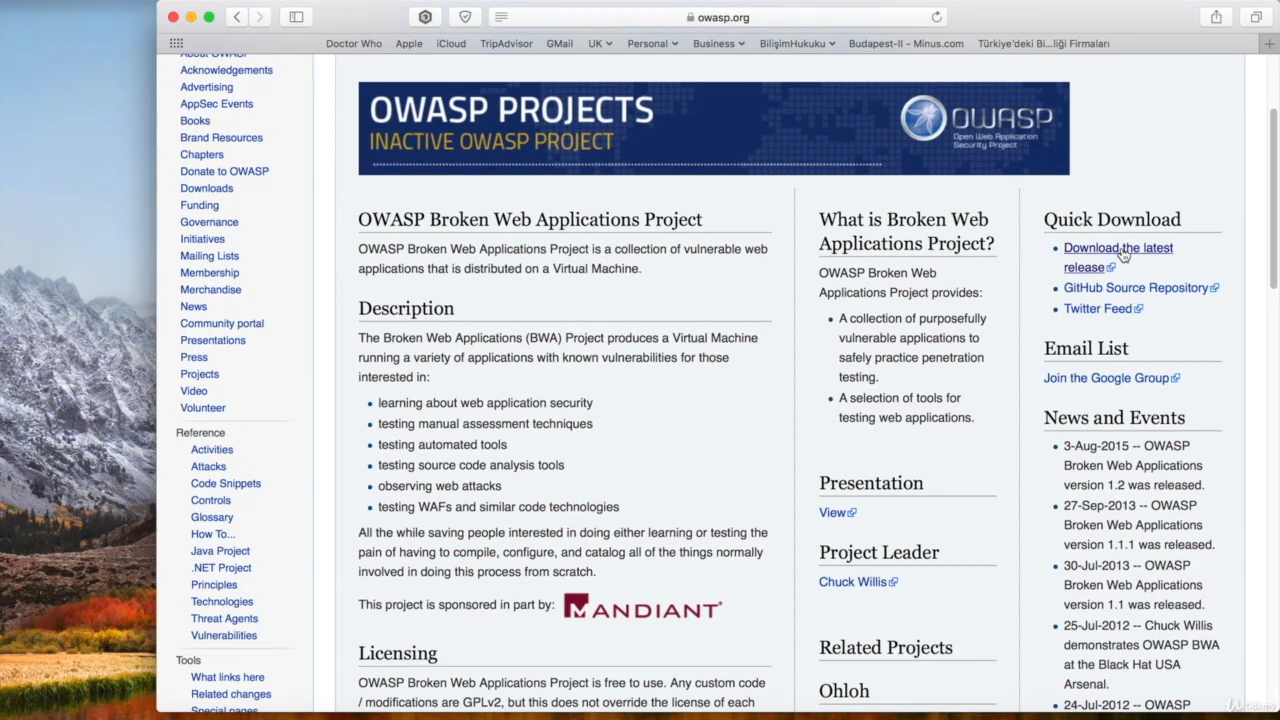 owasp.org
Doctor Who
Apple
iCloud
TripAdvisor
GMail
UK
Personal
Business
BilişimHukuku
Budapest-II - Minus.com
Türkiye'deki Bi...liği Firmaları
About OWASP
Acknowledgements
Advertising
AppSec Events
Books
Brand Resources
Chapters
Donate to OWASP
Downloads
Funding
Governance
Initiatives
Mailing Lists
Membership
Merchandise
News
Community portal
Presentations
Press
Projects
Video
Volunteer
Reference
Activities
Attacks
Code Snippets
Controls
Glossary
How To...
Java Project
.NET Project
Principles
Technologies
Threat Agents
Vulnerabilities
Tools
What links here
Related changes
Special pages
OWASP PROJECTS
INACTIVE OWASP PROJECT
OWASP
Open Web Application
Security Project
OWASP Broken Web Applications Project
OWASP Broken Web Applications Project is a collection of vulnerable web
applications that is distributed on a Virtual Machine.
Description
The Broken Web Applications (BWA) Project produces a Virtual Machine
running a variety of applications with known vulnerabilities for those
interested in:
learning about web application security
testing manual assessment techniques
testing automated tools
testing source code analysis tools
observing web attacks
testing WAFs and similar code technologies
All the while saving people interested in doing either learning or testing the
pain of having to compile, configure, and catalog all of the things normally
involved in doing this process from scratch.
This project is sponsored in part by: MANDIANT
Licensing
OWASP Broken Web Applications Project is free to use. Any custom code
/ modifications are GPLv2, but this does not override the license of each
What is Broken Web
Applications Project?
OWASP Broken Web
Applications Project provides:
A collection of purposefully
vulnerable applications to
safely practice penetration
testing.
A selection of tools for
testing web applications.
Presentation
View
Project Leader
Chuck Willis
Related Projects
Ohloh
Quick Download
Download the latest
release
GitHub Source Repository
Twitter Feed
Email List
Join the Google Group
News and Events
3-Aug-2015 -- OWASP
Broken Web Applications
version 1.2 was released.
27-Sep-2013 -- OWASP
Broken Web Applications
version 1.1.1 was released.
30-Jul-2013 -- OWASP
Broken Web Applications
version 1.1 was released.
25-Jul-2012 -- Chuck Willis
demonstrates OWASP BWA
at the Black Hat USA
Arsenal.
24-Jul-2012 -- OWASP
Udemy